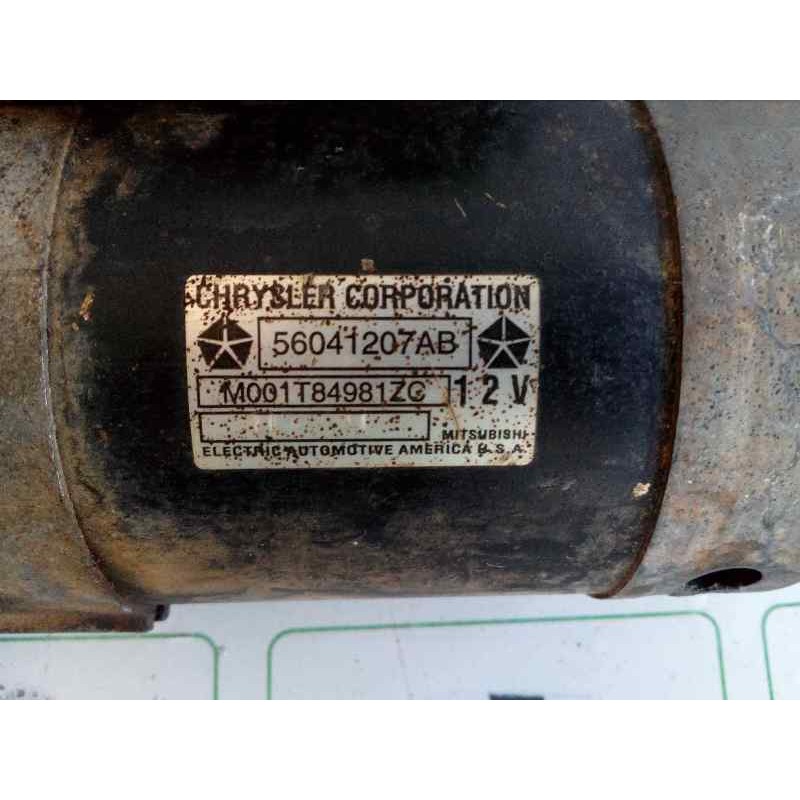 CHRYSLER CORPORATION
56041207AB
M001T84981ZC 12V
MITSUBISHI
ELECTRIC AUTOMOTIVE AMERICA U.S.A.